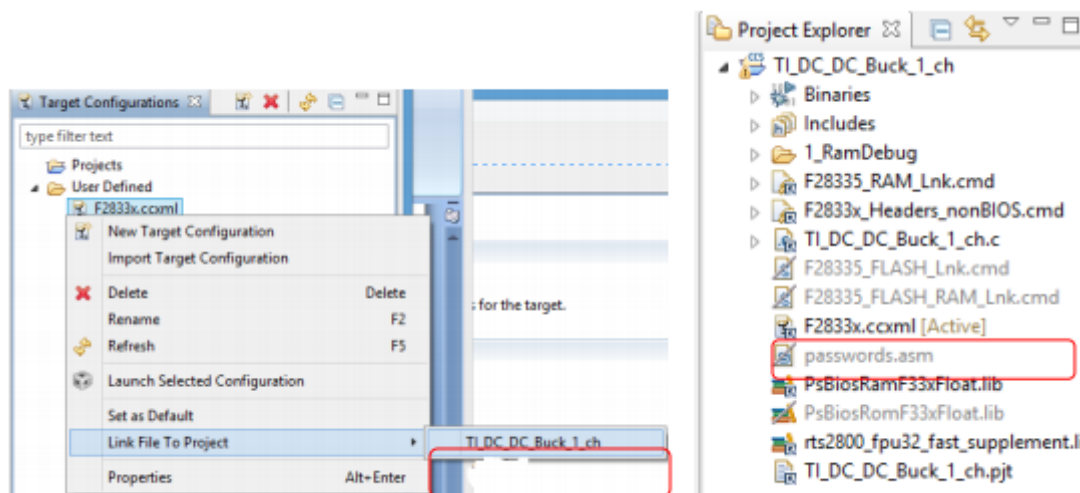 Target Configurations
type filter text
Projects
User Defined
F2833x.ccxml
New Target Configuration
Import Target Configuration
Delete Delete
Rename F2
Refresh F5
Launch Selected Configuration
Set as Default
Link File To Project
TI_DC_DC_Buck_1_ch
Properties Alt+Enter
s for the target.
Project Explorer
TI_DC_DC_Buck_1_ch
Binaries
Includes
1_RamDebug
F28335_RAM_Lnk.cmd
F2833x_Headers_nonBIOS.cmd
TI_DC_DC_Buck_1_ch.c
F28335_FLASH_Lnk.cmd
F28335_FLASH_RAM_Lnk.cmd
F2833x.ccxml [Active]
passwords.asm
PsBiosRamF33xFloat.lib
PsBiosRomF33xFloat.lib
rts2800_fpu32_fast_supplement.li
TI_DC_DC_Buck_1_ch.pjt